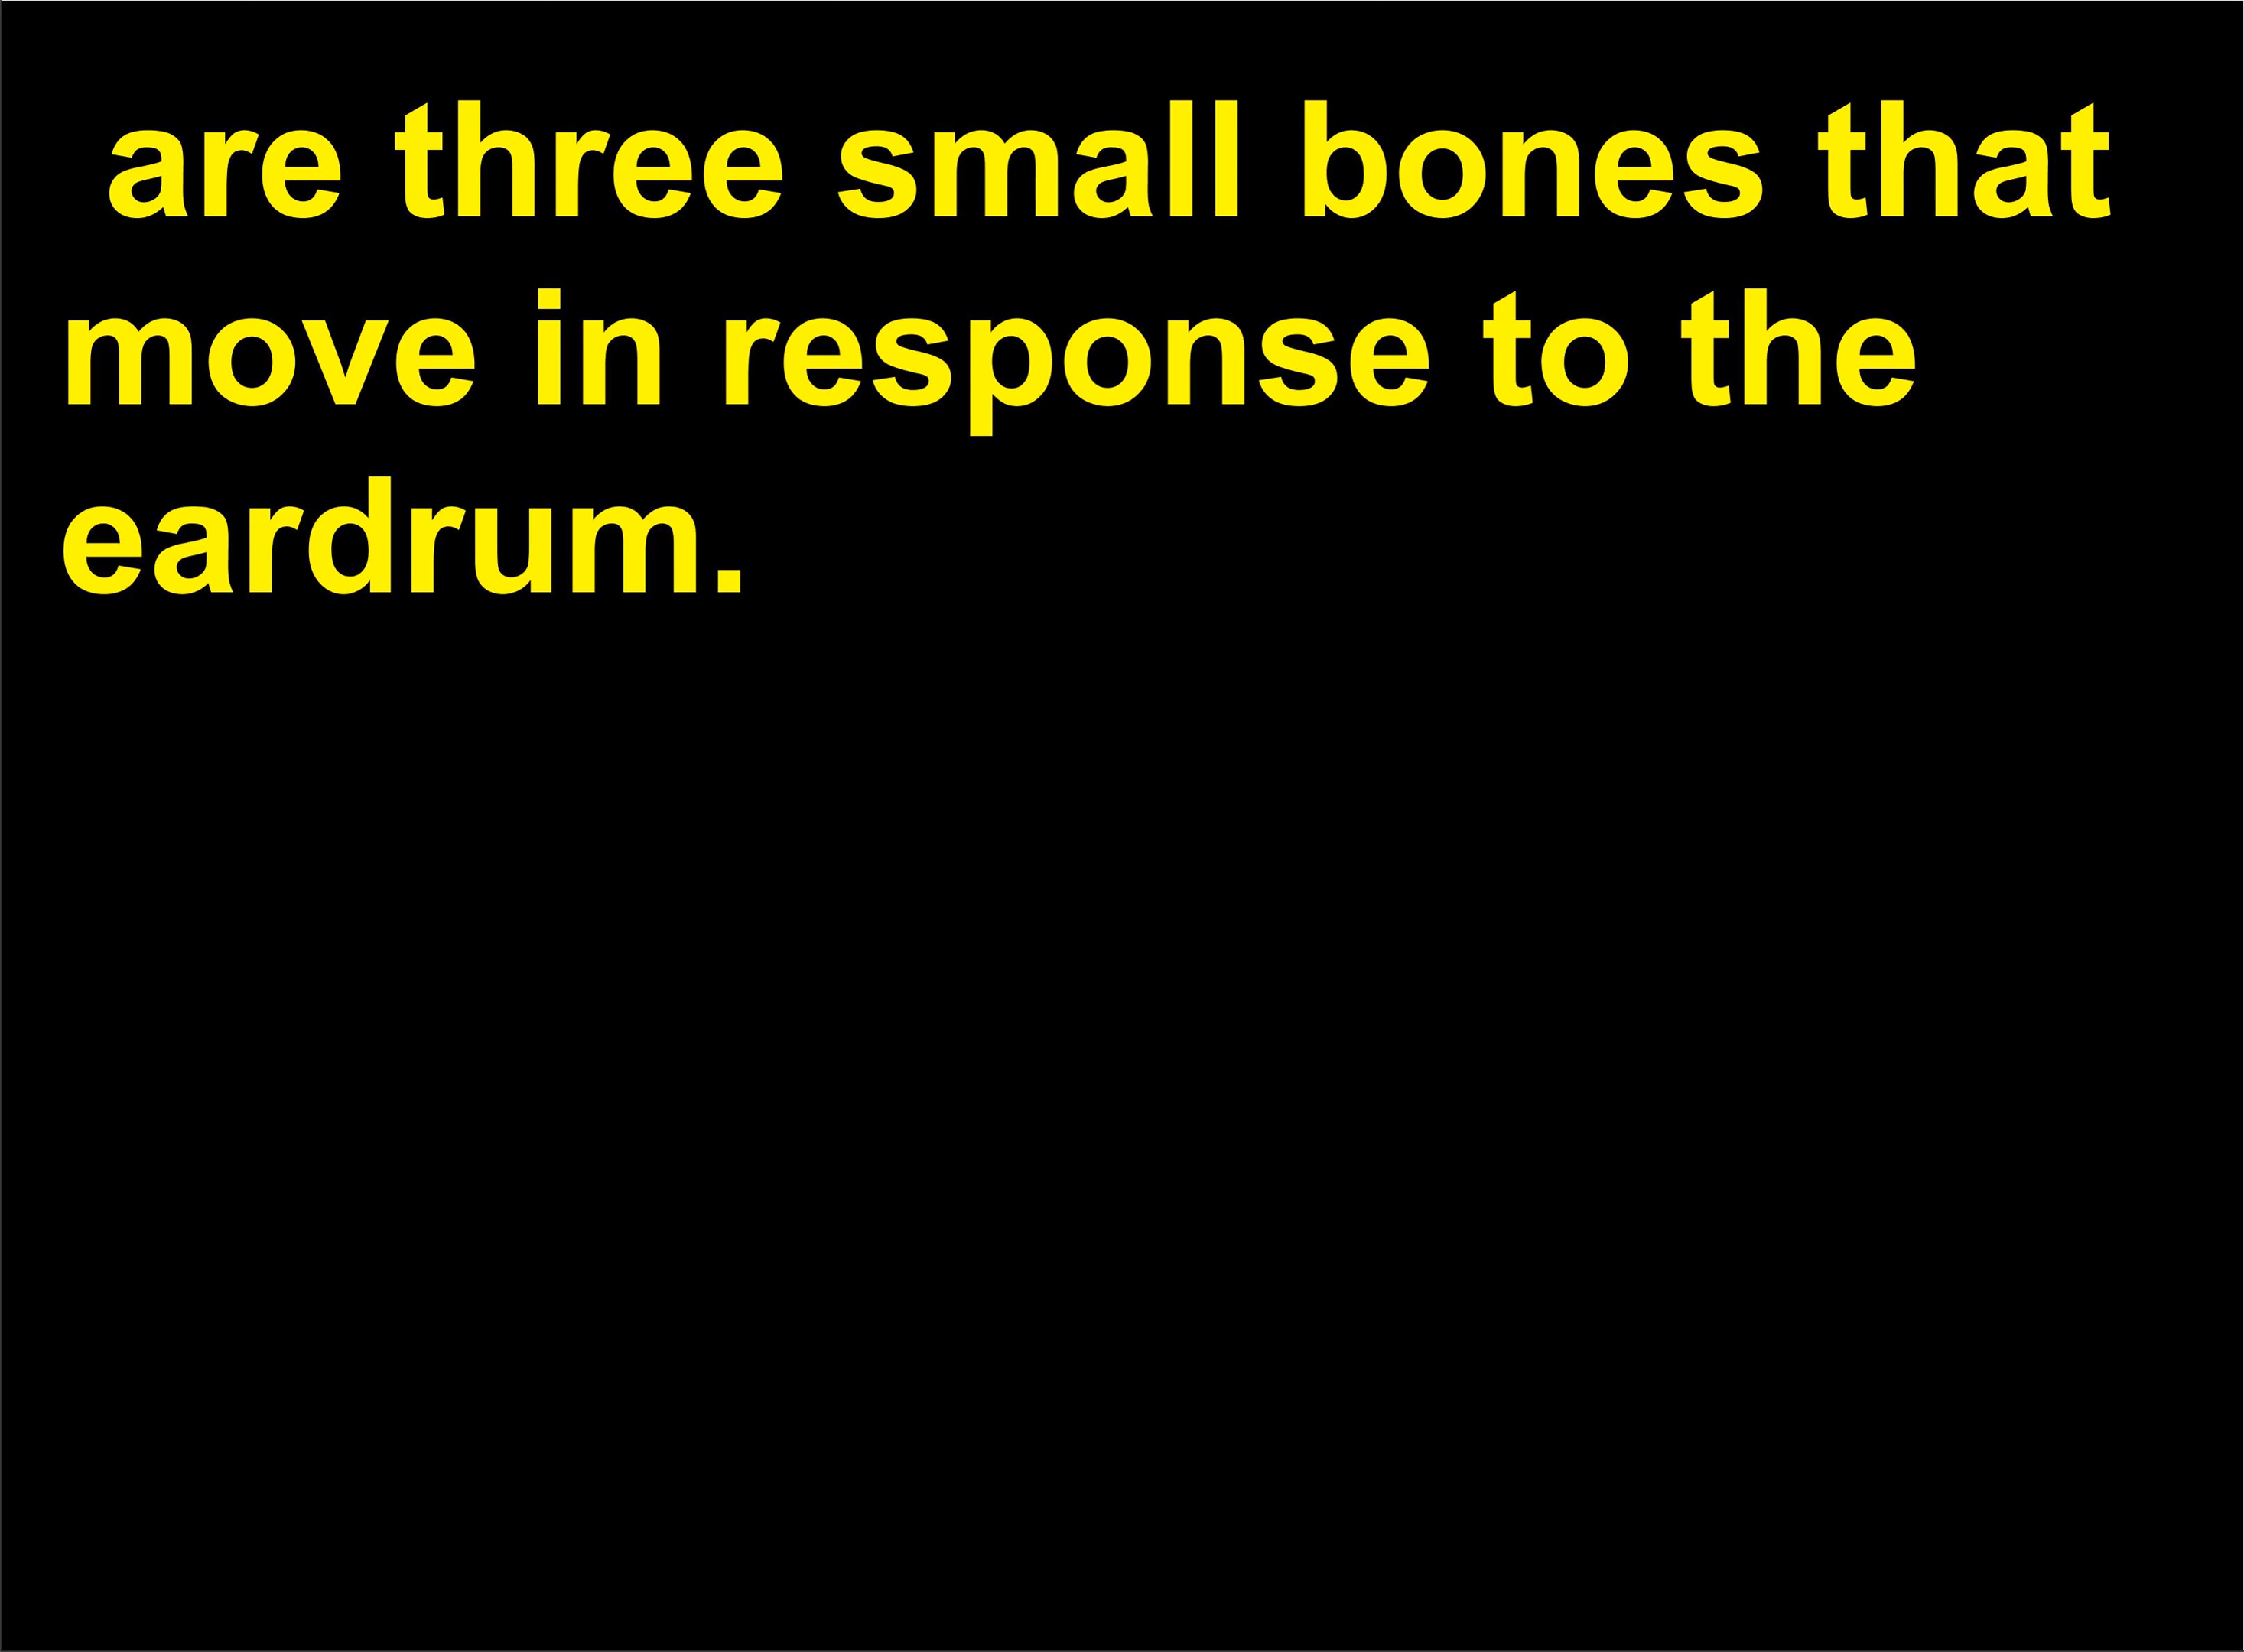 are three small bones that
move in response to the
eardrum.